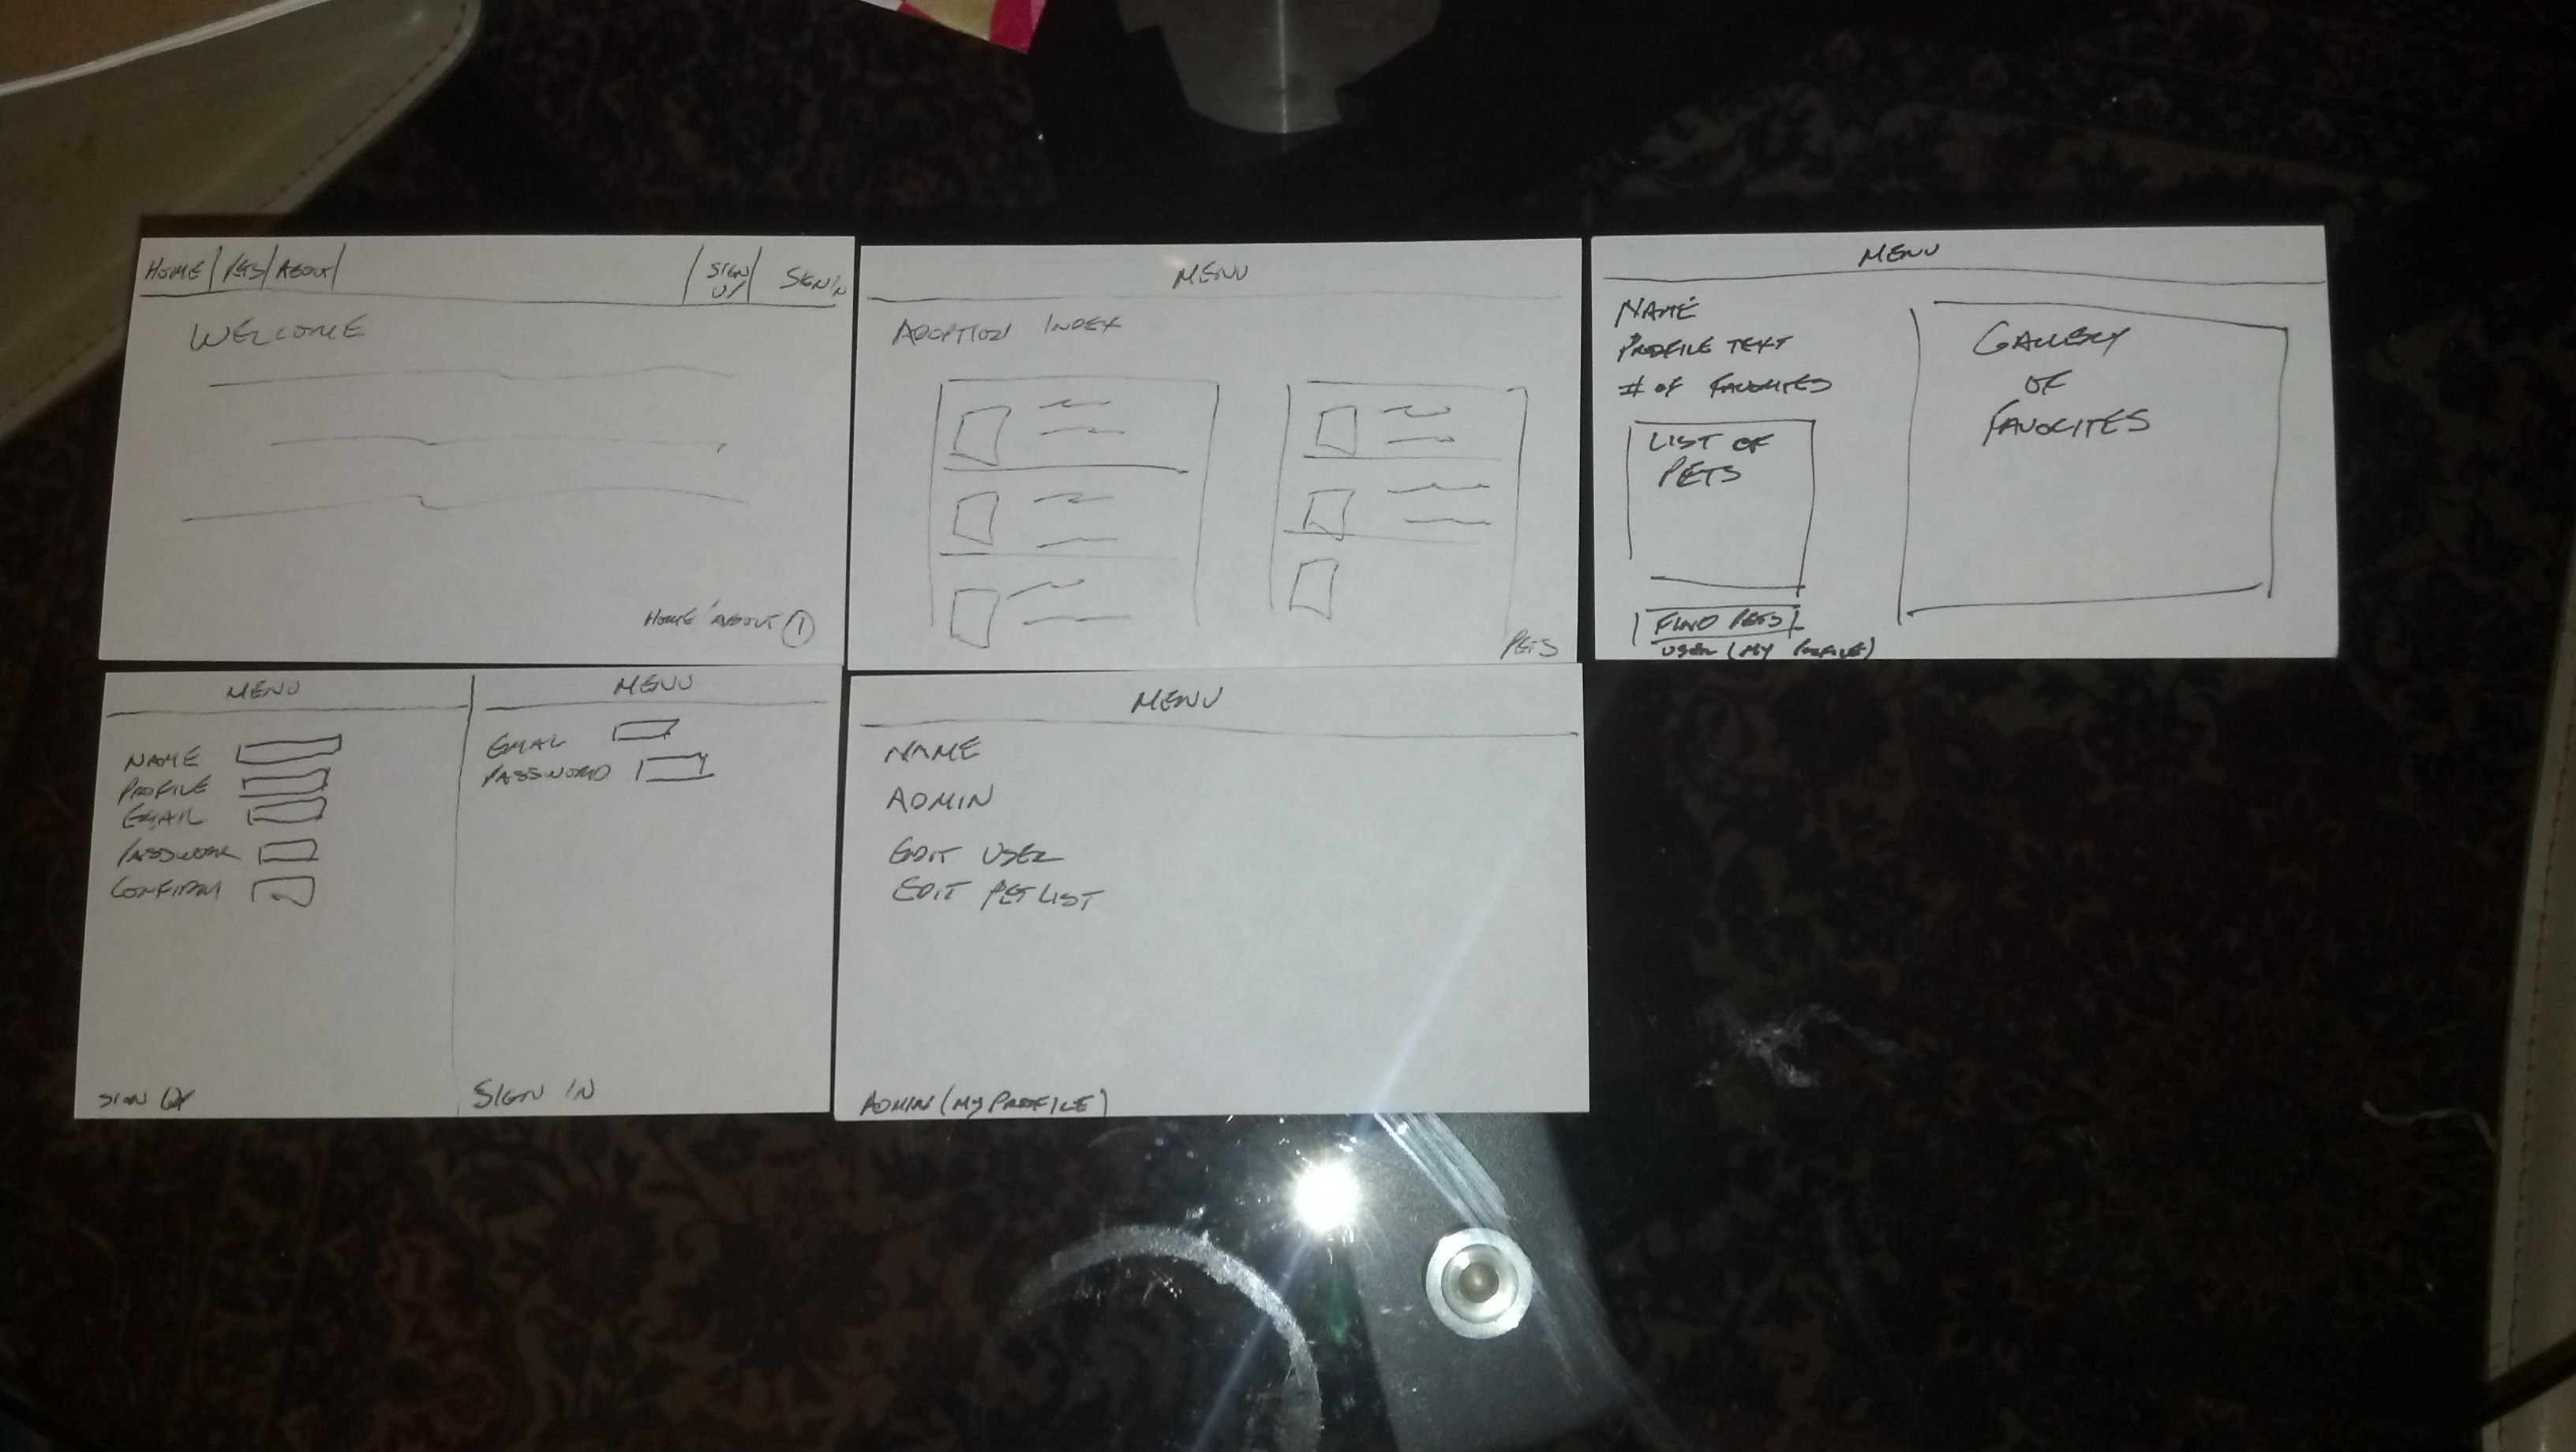 HOME PETS ABOUT SIGN UP SIGN IN
WELCOME
HOME / ABOUT 1
MENU
ADOPTION INDEX
PETS
MENU
NAME
PROFILE TEXT
# OF FAVORITES
LIST OF
PETS
FIND PETS
USER (MY PROFILE)
GALLERY
OF
FAVORITES
MENU
NAME
PROFILE
EMAIL
PASSWORD
CONFIRM
SIGN UP
MENU
EMAIL
PASSWORD
SIGN IN
MENU
NAME
ADMIN
EDIT USER
EDIT PET LIST
ADMIN (MY PROFILE)